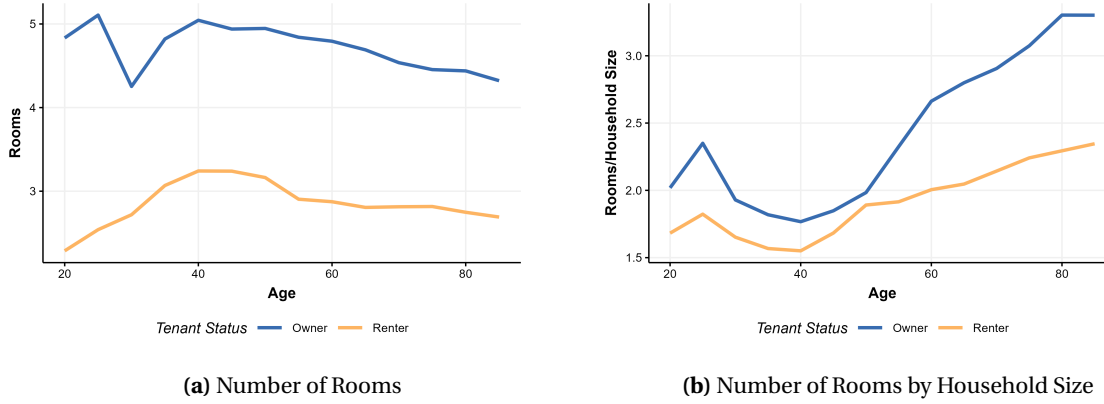 5
4
3
Rooms
20 40 60 80
Age
Tenant Status Owner Renter
(a) Number of Rooms
3.0
2.5
2.0
1.5
Rooms/Household Size
20 40 60 80
Age
Tenant Status Owner Renter
(b) Number of Rooms by Household Size